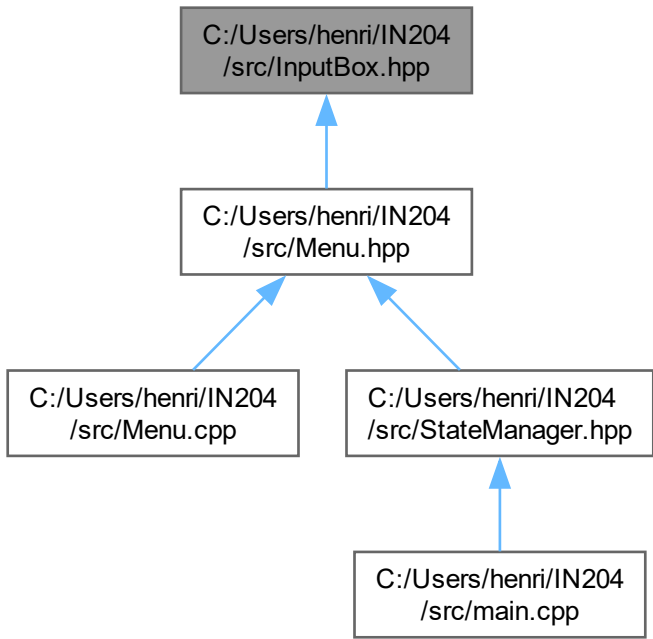 C:/Users/henri/IN204
/src/InputBox.hpp
C:/Users/henri/IN204
/src/Menu.hpp
C:/Users/henri/IN204
/src/Menu.cpp
C:/Users/henri/IN204
/src/StateManager.hpp
C:/Users/henri/IN204
/src/main.cpp